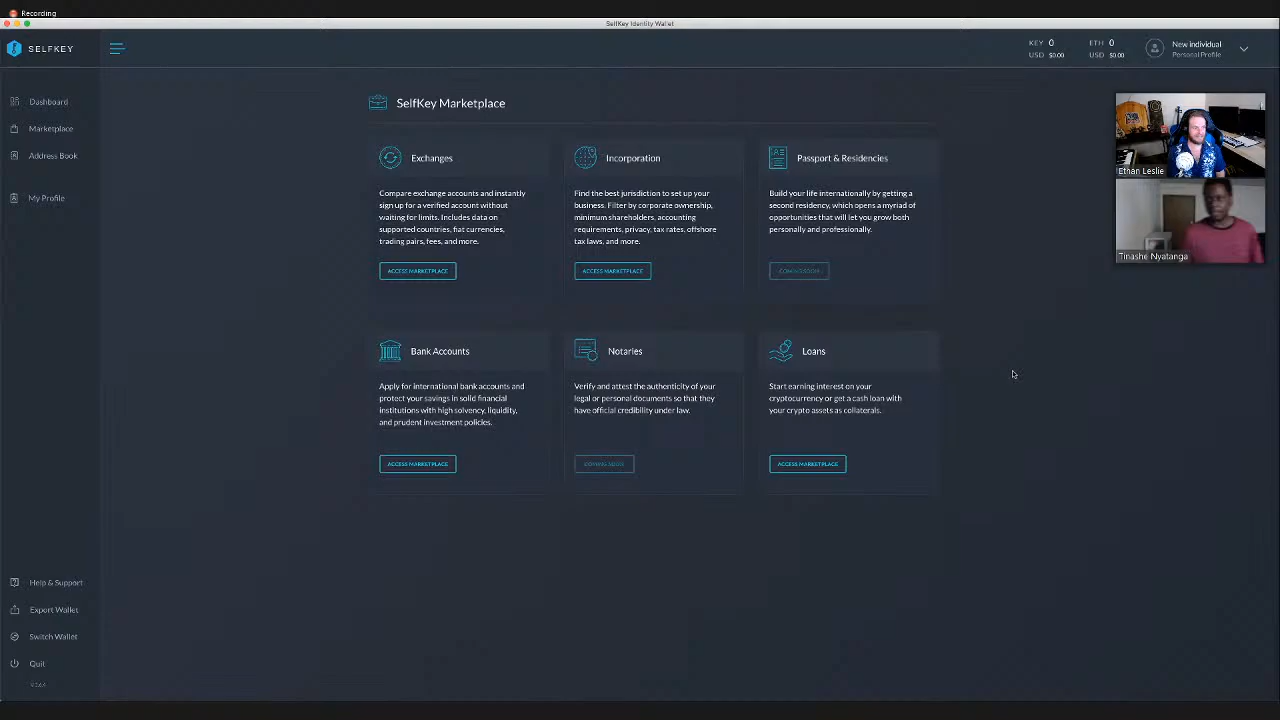 Recording
SelfKey Identity Wallet
SELFKEY
KEY 0
USD $0.00
ETH 0
USD $0.00
New individual
Personal Profile
Dashboard
Marketplace
Address Book
My Profile
SelfKey Marketplace
Exchanges
Compare exchange accounts and instantly
sign up for a verified account without
waiting for limits. Includes data on
supported countries, fiat currencies,
trading pairs, fees, and more.
ACCESS MARKETPLACE
Incorporation
Find the best jurisdiction to set up your
business. Filter by corporate ownership,
minimum shareholders, accounting
requirements, privacy, tax rates, offshore
tax laws, and more.
ACCESS MARKETPLACE
Passport & Residencies
Build your life internationally by getting a
second residency, which opens a myriad of
opportunities that will let you grow both
personally and professionally.
COMING SOON
Ethan Leslie
Tinashe Nyatanga
Bank Accounts
Apply for international bank accounts and
protect your savings in solid financial
institutions with high solvency, liquidity,
and prudent investment policies.
ACCESS MARKETPLACE
Notaries
Verify and attest the authenticity of your
legal or personal documents so that they
have official credibility under law.
COMING SOON
Loans
Start earning interest on your
cryptocurrency or get a cash loan with
your crypto assets as collaterals.
ACCESS MARKETPLACE
Help & Support
Export Wallet
Switch Wallet
Quit